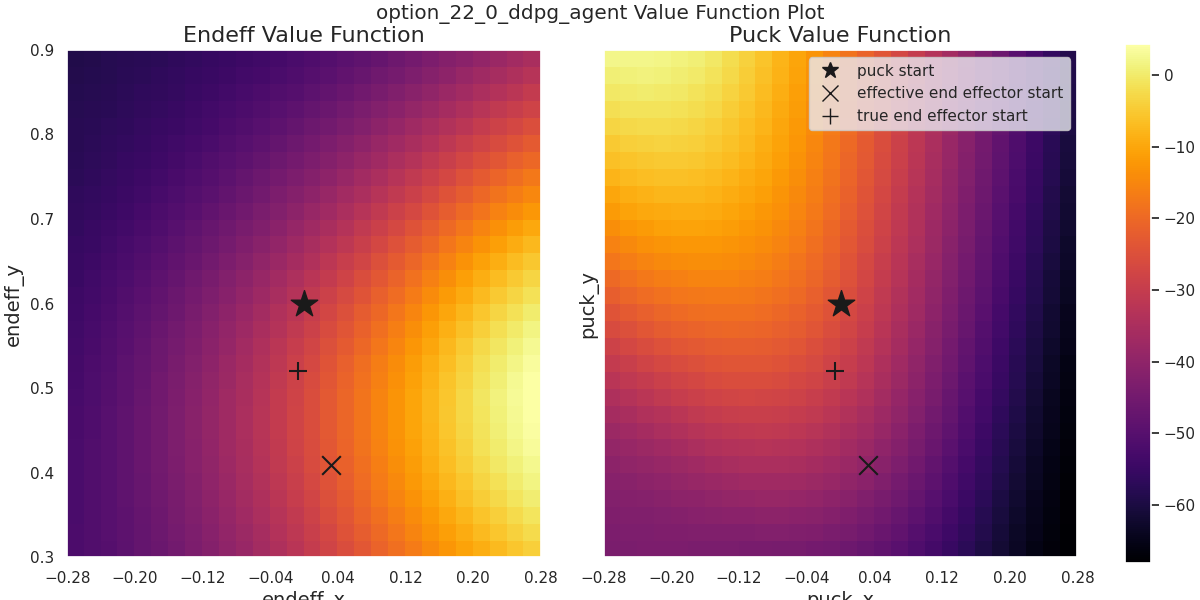 option_22_0_ddpg_agent Value Function Plot
Endeff Value Function
Puck Value Function
puck start
effective end effector start
true end effector start
0.9
0.8
0.7
0.6
0.5
0.4
0.3
endeff_y
−0.28 −0.20 −0.12 −0.04 0.04 0.12 0.20 0.28
endeff_x
puck_y
−0.28 −0.20 −0.12 −0.04 0.04 0.12 0.20 0.28
puck_x
0
−10
−20
−30
−40
−50
−60